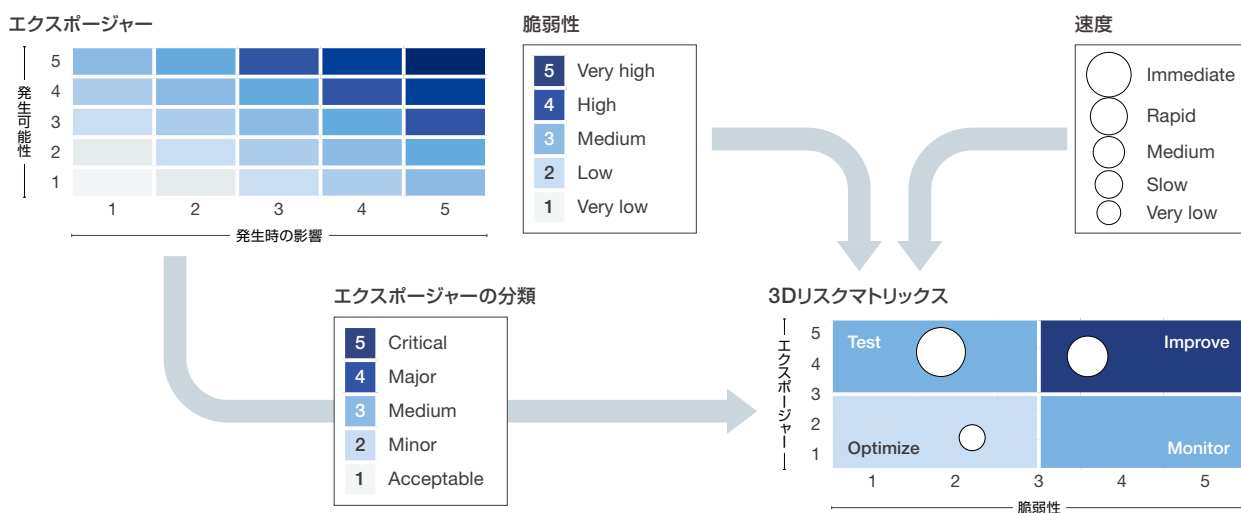 エクスポージャー
発生可能性
5
4
3
2
1
1 2 3 4 5
発生時の影響
脆弱性
5 Very high
4 High
3 Medium
2 Low
1 Very low
速度
Immediate
Rapid
Medium
Slow
Very low
エクスポージャーの分類
5 Critical
4 Major
3 Medium
2 Minor
1 Acceptable
3Dリスクマトリックス
エクスポージャー
5
4
3
2
1
Test
Improve
Optimize
Monitor
1 2 3 4 5
脆弱性